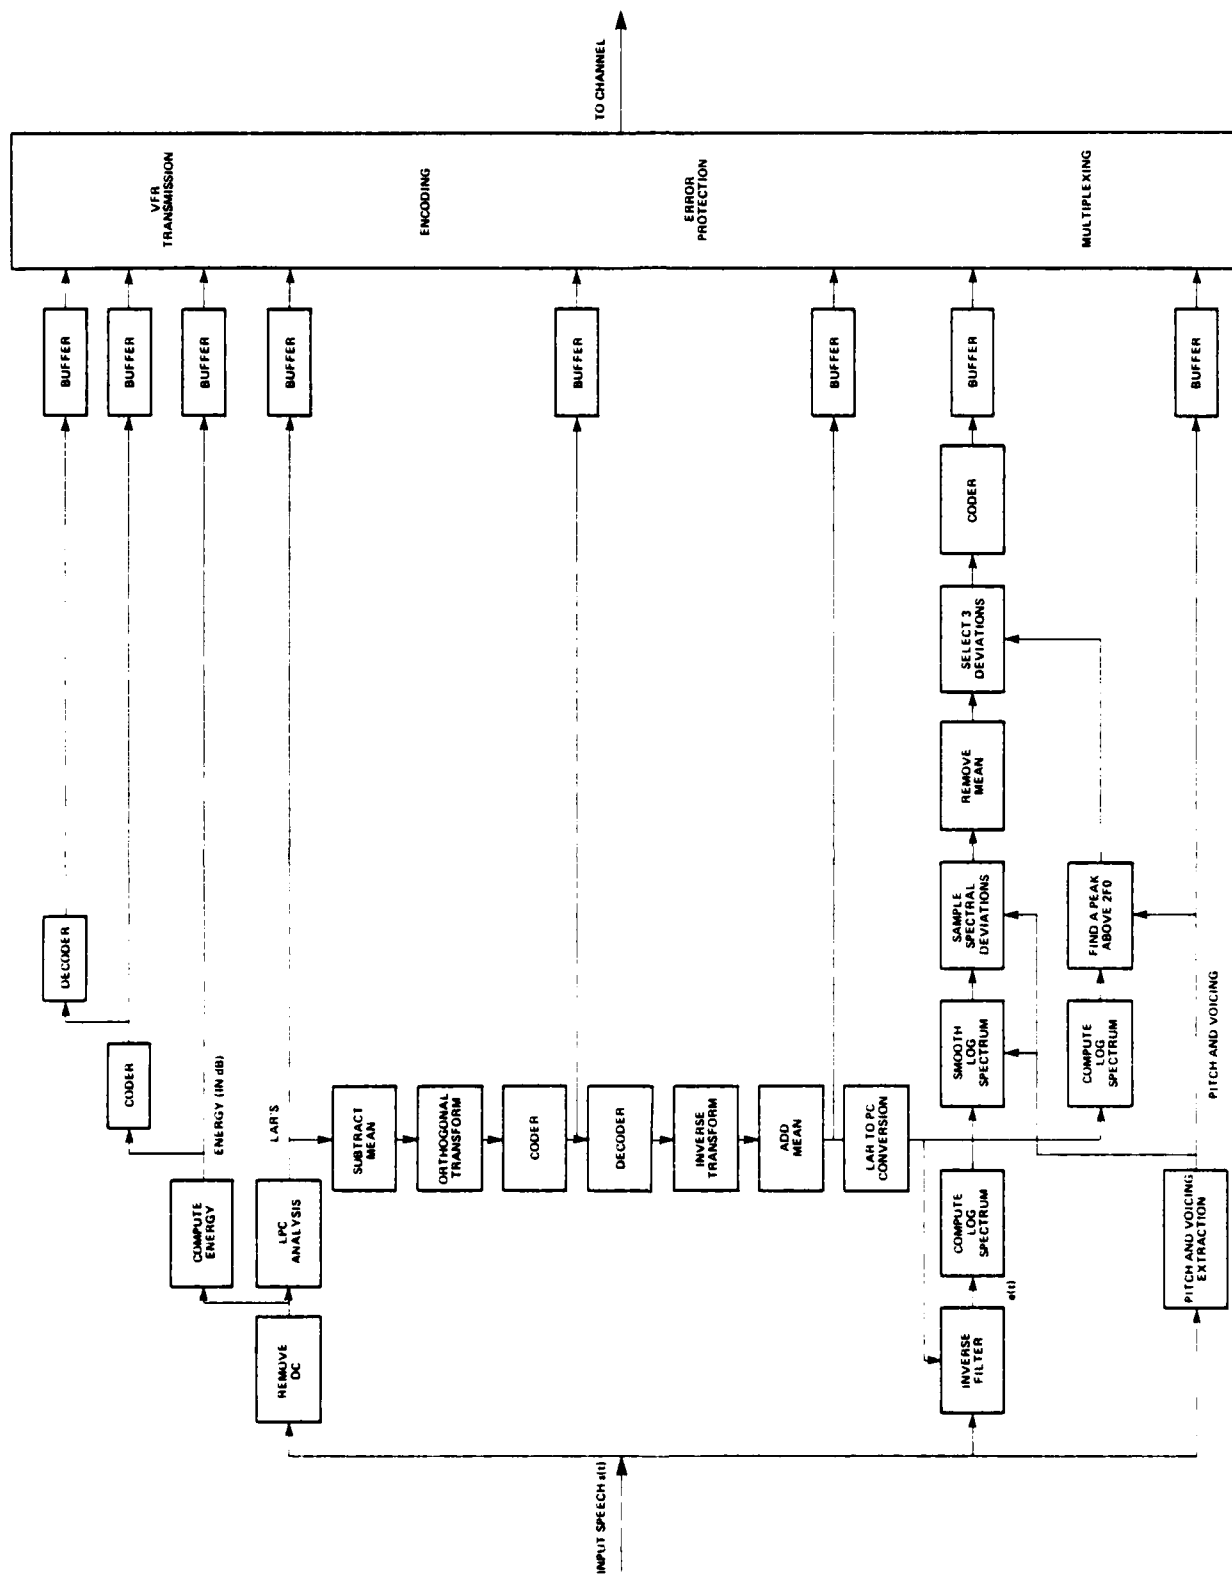 INPUT SPEECH s(t)
REMOVE
DC
COMPUTE
ENERGY
LPC
ANALYSIS
ENERGY (IN dB)
LAR'S
CODER
DECODER
BUFFER
BUFFER
BUFFER
BUFFER
SUBTRACT
MEAN
ORTHOGONAL
TRANSFORM
CODER
DECODER
INVERSE
TRANSFORM
ADD
MEAN
LAR TO PC
CONVERSION
BUFFER
BUFFER
INVERSE
FILTER
e(t)
COMPUTE
LOG
SPECTRUM
SMOOTH
LOG
SPECTRUM
SAMPLE
SPECTRAL
DEVIATIONS
REMOVE
MEAN
SELECT 3
DEVIATIONS
CODER
BUFFER
COMPUTE
LOG
SPECTRUM
FIND A PEAK
ABOVE 2F0
PITCH AND VOICING
EXTRACTION
PITCH AND VOICING
BUFFER
VFR
TRANSMISSION
ENCODING
ERROR
PROTECTION
MULTIPLEXING
TO CHANNEL